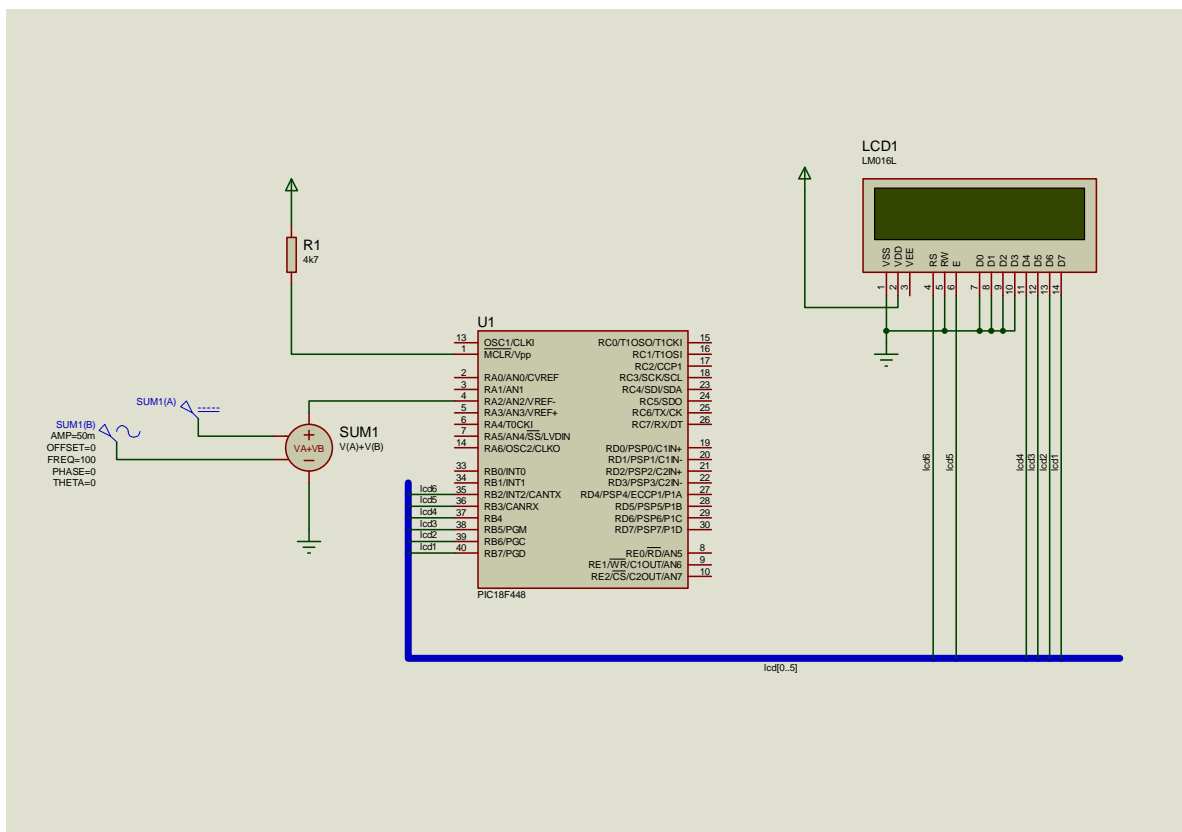 LCD1
LM016L
VSS
VDD
VEE
RS
RW
E
D0
D1
D2
D3
D4
D5
D6
D7
1
2
3
4
5
6
7
8
9
10
11
12
13
14
R1
4k7
U1
13 OSC1/CLKI
1 MCLR/Vpp
2 RA0/AN0/CVREF
3 RA1/AN1
4 RA2/AN2/VREF-
5 RA3/AN3/VREF+
6 RA4/T0CKI
7 RA5/AN4/SS/LVDIN
14 RA6/OSC2/CLKO
33 RB0/INT0
34 RB1/INT1
lcd6 35 RB2/INT2/CANTX
lcd5 36 RB3/CANRX
lcd4 37 RB4
lcd3 38 RB5/PGM
lcd2 39 RB6/PGC
lcd1 40 RB7/PGD
RC0/T1OSO/T1CKI 15
RC1/T1OSI 16
RC2/CCP1 17
RC3/SCK/SCL 18
RC4/SDI/SDA 23
RC5/SDO 24
RC6/TX/CK 25
RC7/RX/DT 26
RD0/PSP0/C1IN+ 19
RD1/PSP1/C1IN- 20
RD2/PSP2/C2IN+ 21
RD3/PSP3/C2IN- 22
RD4/PSP4/ECCP1/P1A 27
RD5/PSP5/P1B 28
RD6/PSP6/P1C 29
RD7/PSP7/P1D 30
RE0/RD/AN5 8
RE1/WR/C1OUT/AN6 9
RE2/CS/C2OUT/AN7 10
PIC18F448
SUM1(A)
SUM1(B)
AMP=50m
OFFSET=0
FREQ=100
PHASE=0
THETA=0
VA+VB
SUM1
V(A)+V(B)
lcd6
lcd5
lcd4
lcd3
lcd2
lcd1
lcd[0..5]